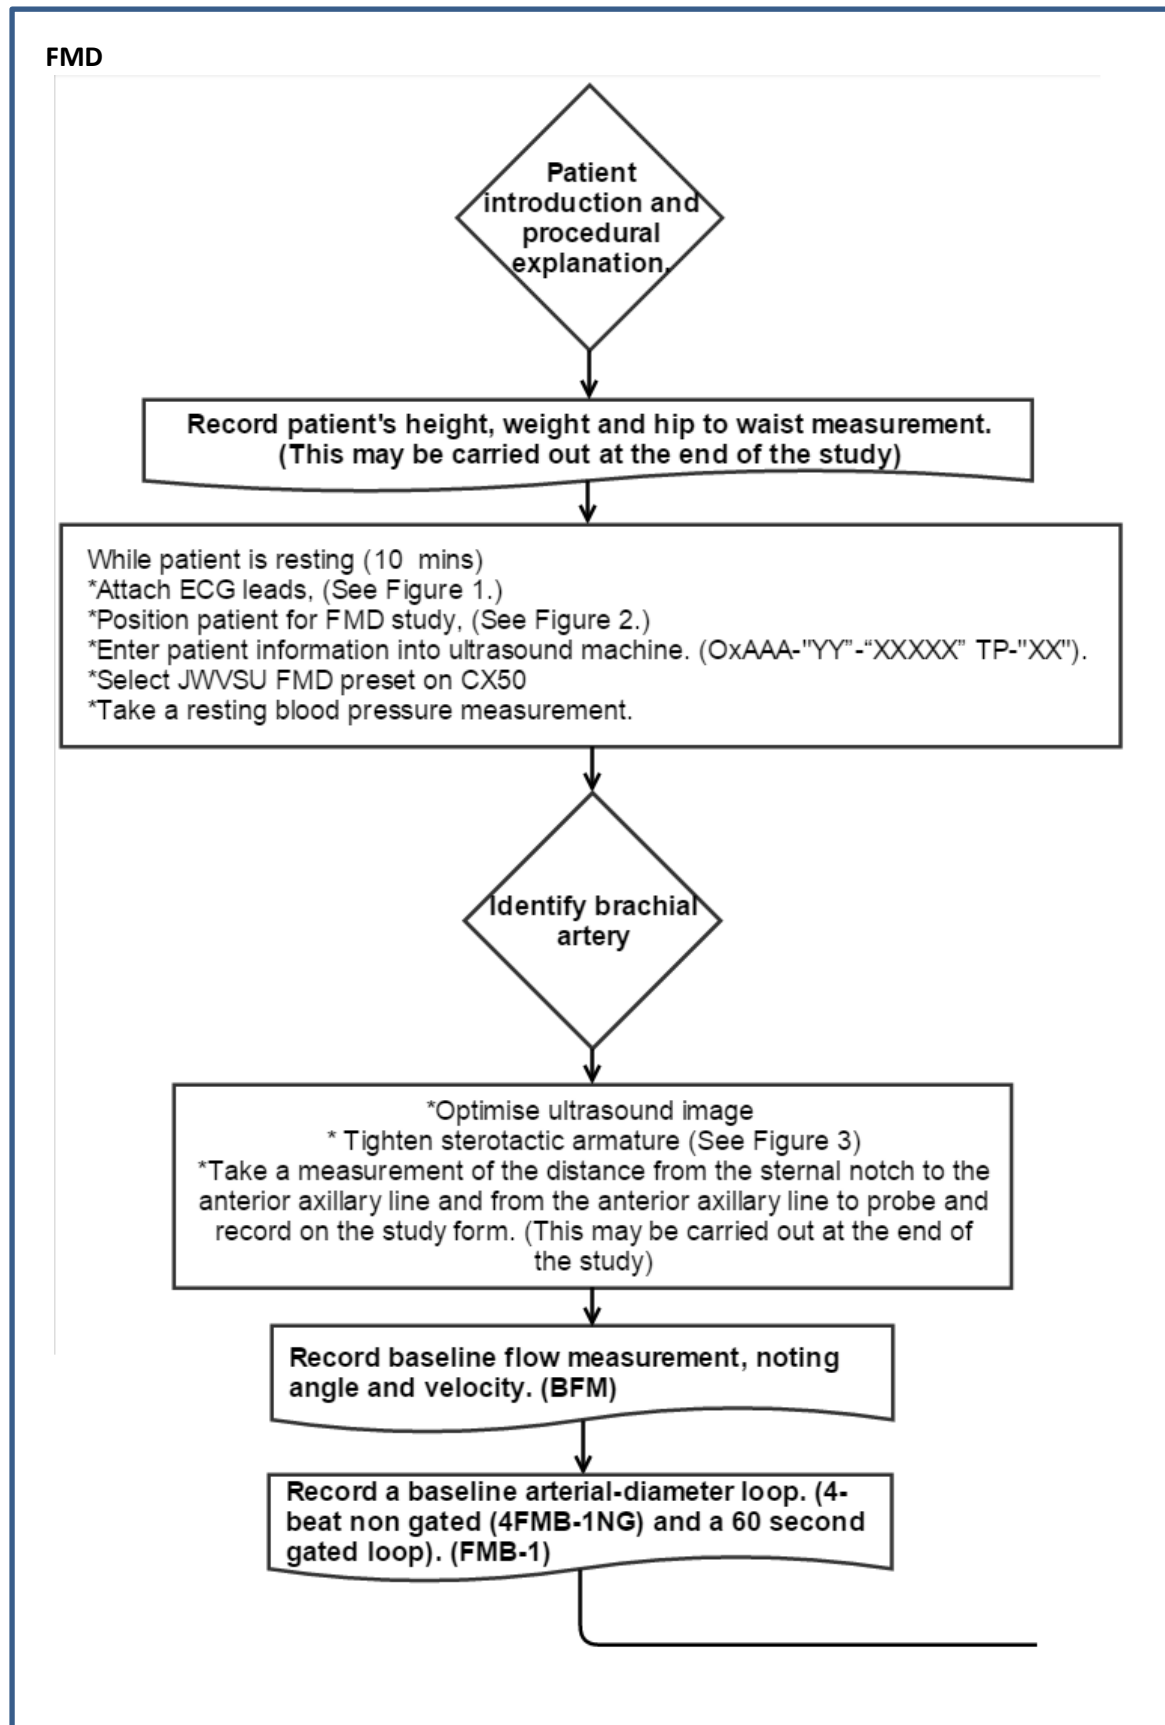 FMD
Patient
introduction and
procedural
explanation.
Record patient's height, weight and hip to waist measurement.
(This may be carried out at the end of the study)
While patient is resting (10  mins)
*Attach ECG leads, (See Figure 1.)
*Position patient for FMD study, (See Figure 2.)
*Enter patient information into ultrasound machine. (OxAAA-"YY”-“XXXXX” TP-"XX").
*Select JWVSU FMD preset on CX50
*Take a resting blood pressure measurement.
Identify brachial
artery
*Optimise ultrasound image
* Tighten sterotactic armature (See Figure 3)
*Take a measurement of the distance from the sternal notch to the
anterior axillary line and from the anterior axillary line to probe and
record on the study form. (This may be carried out at the end of
the study)
Record baseline flow measurement, noting
angle and velocity. (BFM)
Record a baseline arterial-diameter loop. (4-
beat non gated (4FMB-1NG) and a 60 second
gated loop). (FMB-1)